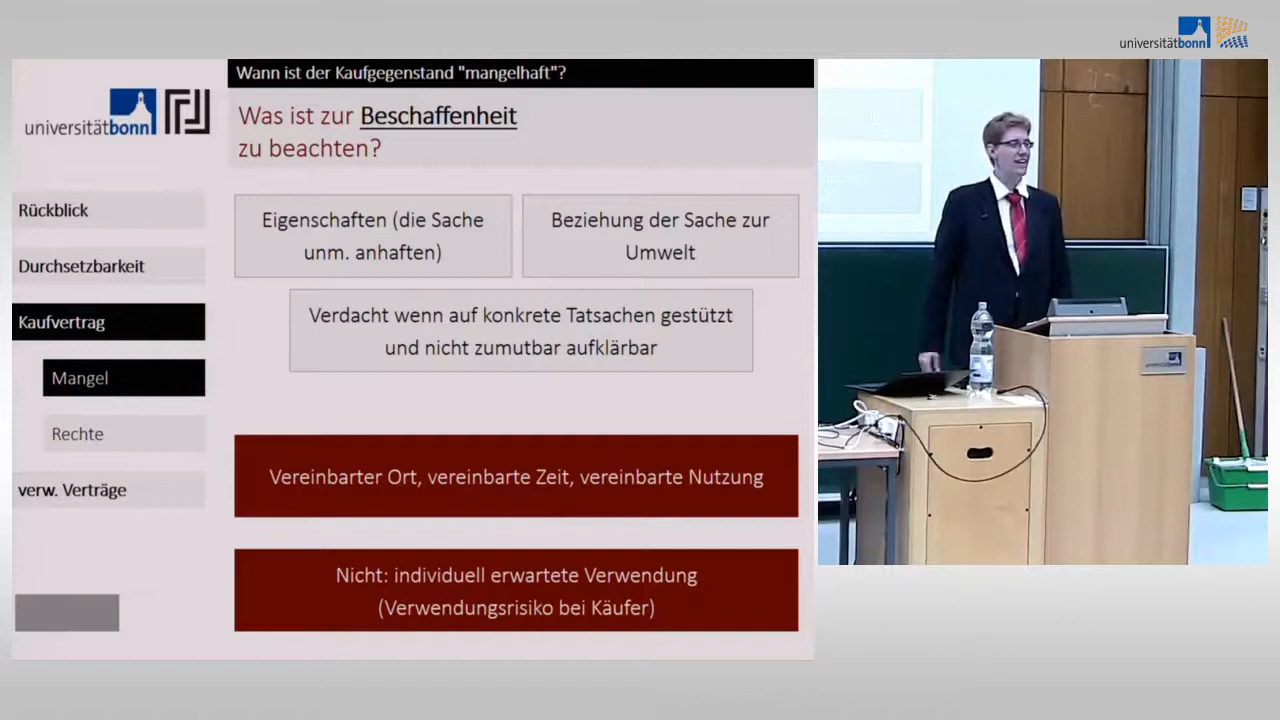 universitätbonn
Wann ist der Kaufgegenstand "mangelhaft"?
universitätbonn
Was ist zur Beschaffenheit
zu beachten?
Rückblick
Durchsetzbarkeit
Kaufvertrag
Mangel
Rechte
verw. Verträge
Eigenschaften (die Sache
unm. anhaften)
Beziehung der Sache zur
Umwelt
Verdacht wenn auf konkrete Tatsachen gestützt
und nicht zumutbar aufklärbar
Vereinbarter Ort, vereinbarte Zeit, vereinbarte Nutzung
Nicht: individuell erwartete Verwendung
(Verwendungsrisiko bei Käufer)